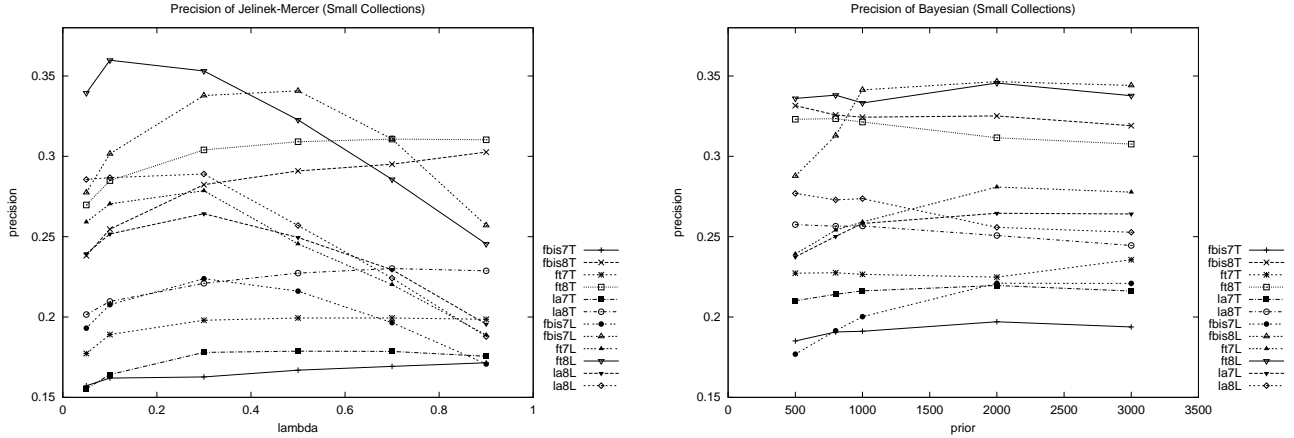 Precision of Jelinek-Mercer (Small Collections)
precision
0.35
0.3
0.25
0.2
0.15
0
0.2
0.4
0.6
0.8
1
lambda
fbis7T
fbis8T
ft7T
ft8T
la7T
la8T
fbis7L
fbis7L
ft7L
ft8L
la7L
la8L
Precision of Bayesian (Small Collections)
precision
0.35
0.3
0.25
0.2
0.15
0
500
1000
1500
2000
2500
3000
3500
prior
fbis7T
fbis8T
ft7T
ft8T
la7T
la8T
fbis7L
fbis8L
ft7L
ft8L
la7L
la8L